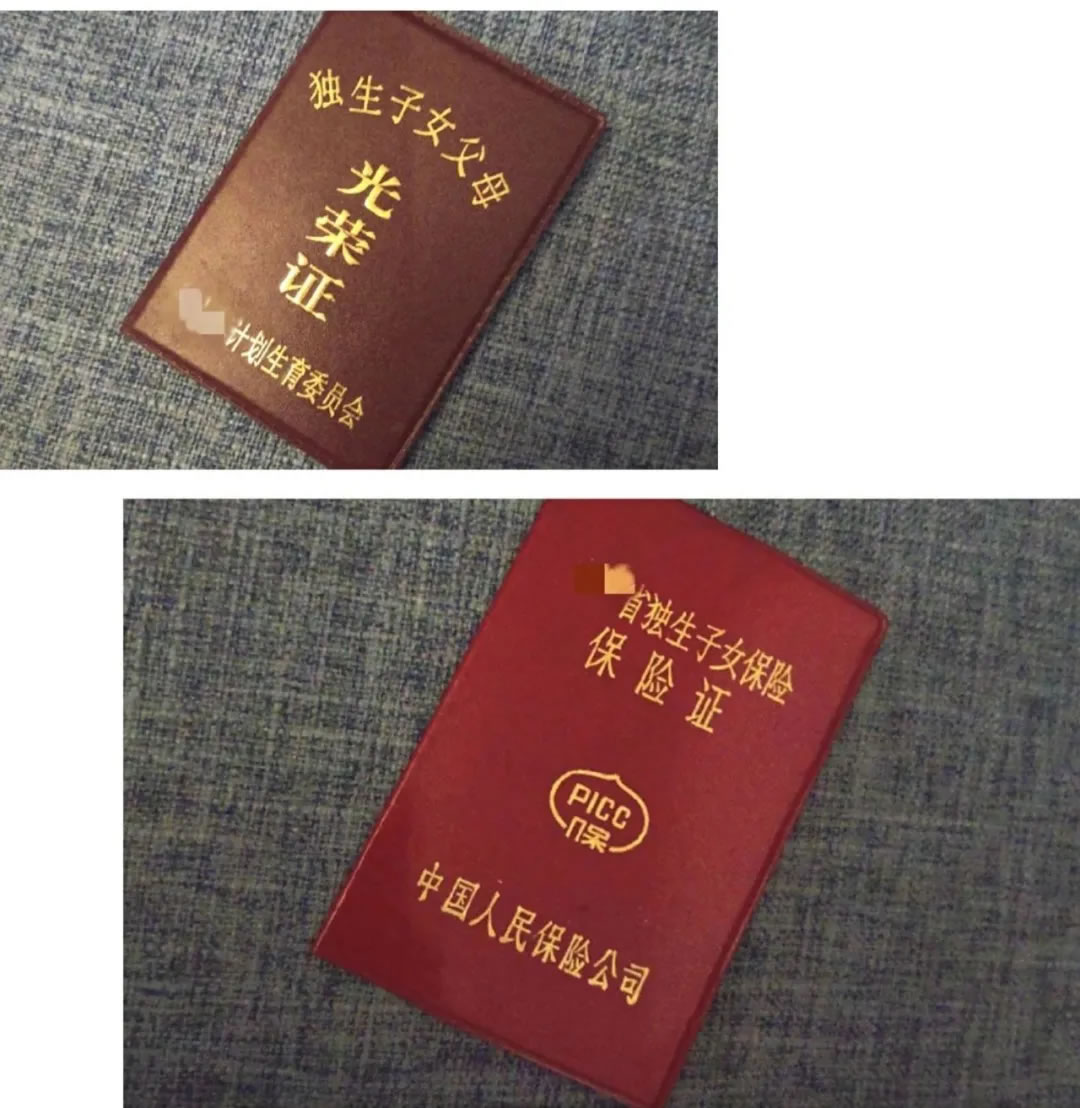 独生子女父母
光荣证
计划生育委员会
省独生子女保险
保险证
PICC
保
中国人民保险公司